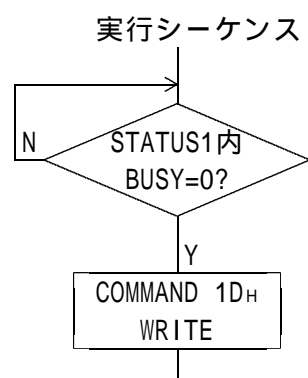 実行シーケンス
N
STATUS1内
BUSY=0?
Y
COMMAND 1DH
WRITE